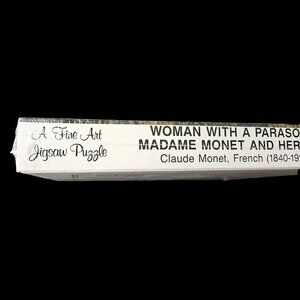 A Fine Art
Jigsaw Puzzle
WOMAN WITH A PARASO
MADAME MONET AND HER
Claude Monet, French (1840-19